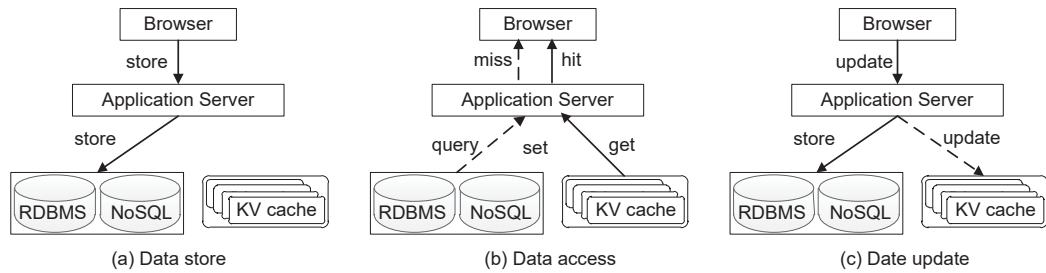 Browser
store
Application Server
store
RDBMS
NoSQL
KV cache
(a) Data store
Browser
miss
hit
Application Server
query
set
get
RDBMS
NoSQL
KV cache
(b) Data access
Browser
update
Application Server
store
update
RDBMS
NoSQL
KV cache
(c) Date update